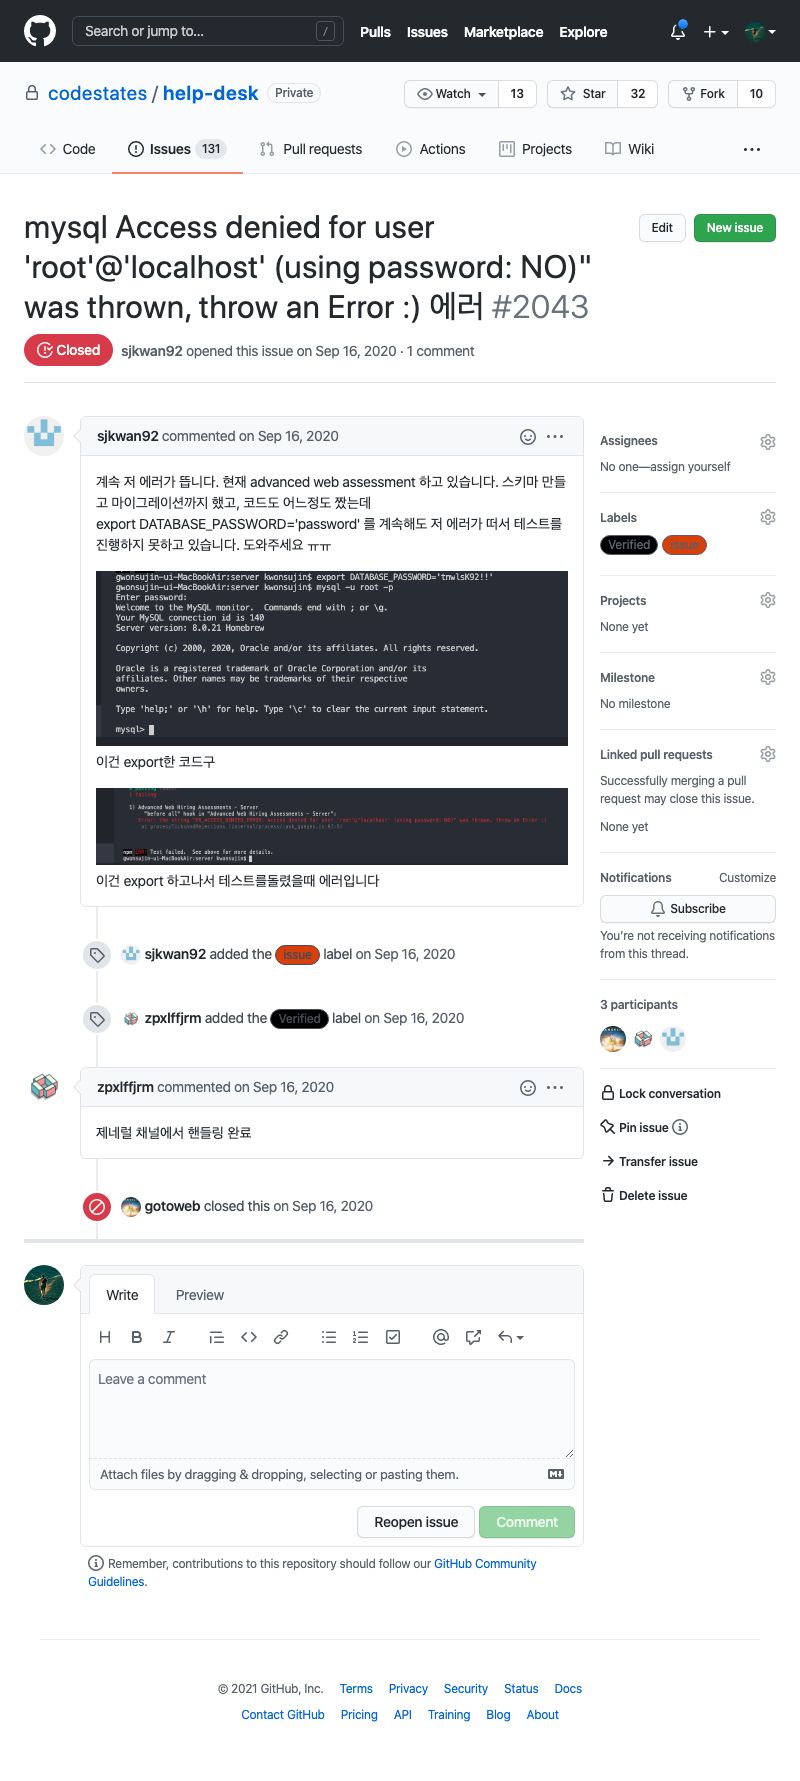 Search or jump to...
/
Pulls
Issues
Marketplace
Explore
codestates / help-desk
Private
Watch
13
Star
32
Fork
10
Code
Issues
131
Pull requests
Actions
Projects
Wiki
mysql Access denied for user
'root'@'localhost' (using password: NO)"
was thrown, throw an Error :) 에러 #2043
Edit
New issue
Closed
sjkwan92 opened this issue on Sep 16, 2020 · 1 comment
sjkwan92 commented on Sep 16, 2020
계속 저 에러가 뜹니다. 현재 advanced web assessment 하고 있습니다. 스키마 만들
고 마이그레이션까지 했고, 코드도 어느정도 짰는데
export DATABASE_PASSWORD='password' 를 계속해도 저 에러가 떠서 테스트를
진행하지 못하고 있습니다. 도와주세요 ㅠㅠ
gwonsujin-ui-MacBookAir:server kwonsujin$ export DATABASE_PASSWORD='tnwlsK92!!'
gwonsujin-ui-MacBookAir:server kwonsujin$ mysql -u root -p
Enter password:
Welcome to the MySQL monitor.  Commands end with ; or \g.
Your MySQL connection id is 140
Server version: 8.0.21 Homebrew
Copyright (c) 2000, 2020, Oracle and/or its affiliates. All rights reserved.
Oracle is a registered trademark of Oracle Corporation and/or its
affiliates. Other names may be trademarks of their respective
owners.
Type 'help;' or '\h' for help. Type '\c' to clear the current input statement.
mysql>
이건 export한 코드구
1) Advanced Web Hiring Assessments - Server
"before all" hook in "Advanced Web Hiring Assessments - Server":
Error: the string "ER_ACCESS_DENIED_ERROR: Access denied for user 'root'@'localhost' (using password: NO)" was thrown, throw an Error :)
npm ERR! Test failed.  See above for more details.
gwonsujin-ui-MacBookAir:server kwonsujin$
이건 export 하고나서 테스트를돌렸을때 에러입니다
sjkwan92 added the issue label on Sep 16, 2020
zpxlffjrm added the Verified label on Sep 16, 2020
zpxlffjrm commented on Sep 16, 2020
제네럴 채널에서 핸들링 완료
gotoweb closed this on Sep 16, 2020
Assignees
No one—assign yourself
Labels
Verified
issue
Projects
None yet
Milestone
No milestone
Linked pull requests
Successfully merging a pull
request may close this issue.
None yet
Notifications
Customize
Subscribe
You're not receiving notifications
from this thread.
3 participants
Lock conversation
Pin issue
Transfer issue
Delete issue
Write
Preview
Leave a comment
Attach files by dragging & dropping, selecting or pasting them.
Reopen issue
Comment
Remember, contributions to this repository should follow our GitHub Community
Guidelines.
© 2021 GitHub, Inc.
Terms
Privacy
Security
Status
Docs
Contact GitHub
Pricing
API
Training
Blog
About